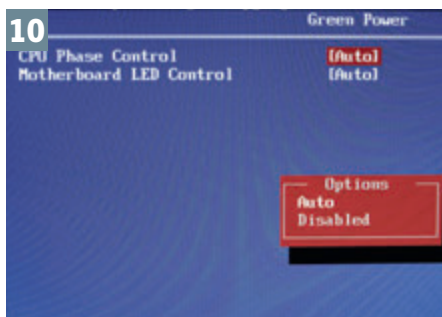 10
Green Power
CPU Phase Control [Auto]
Motherboard LED Control [Auto]
Options
Auto
Disabled